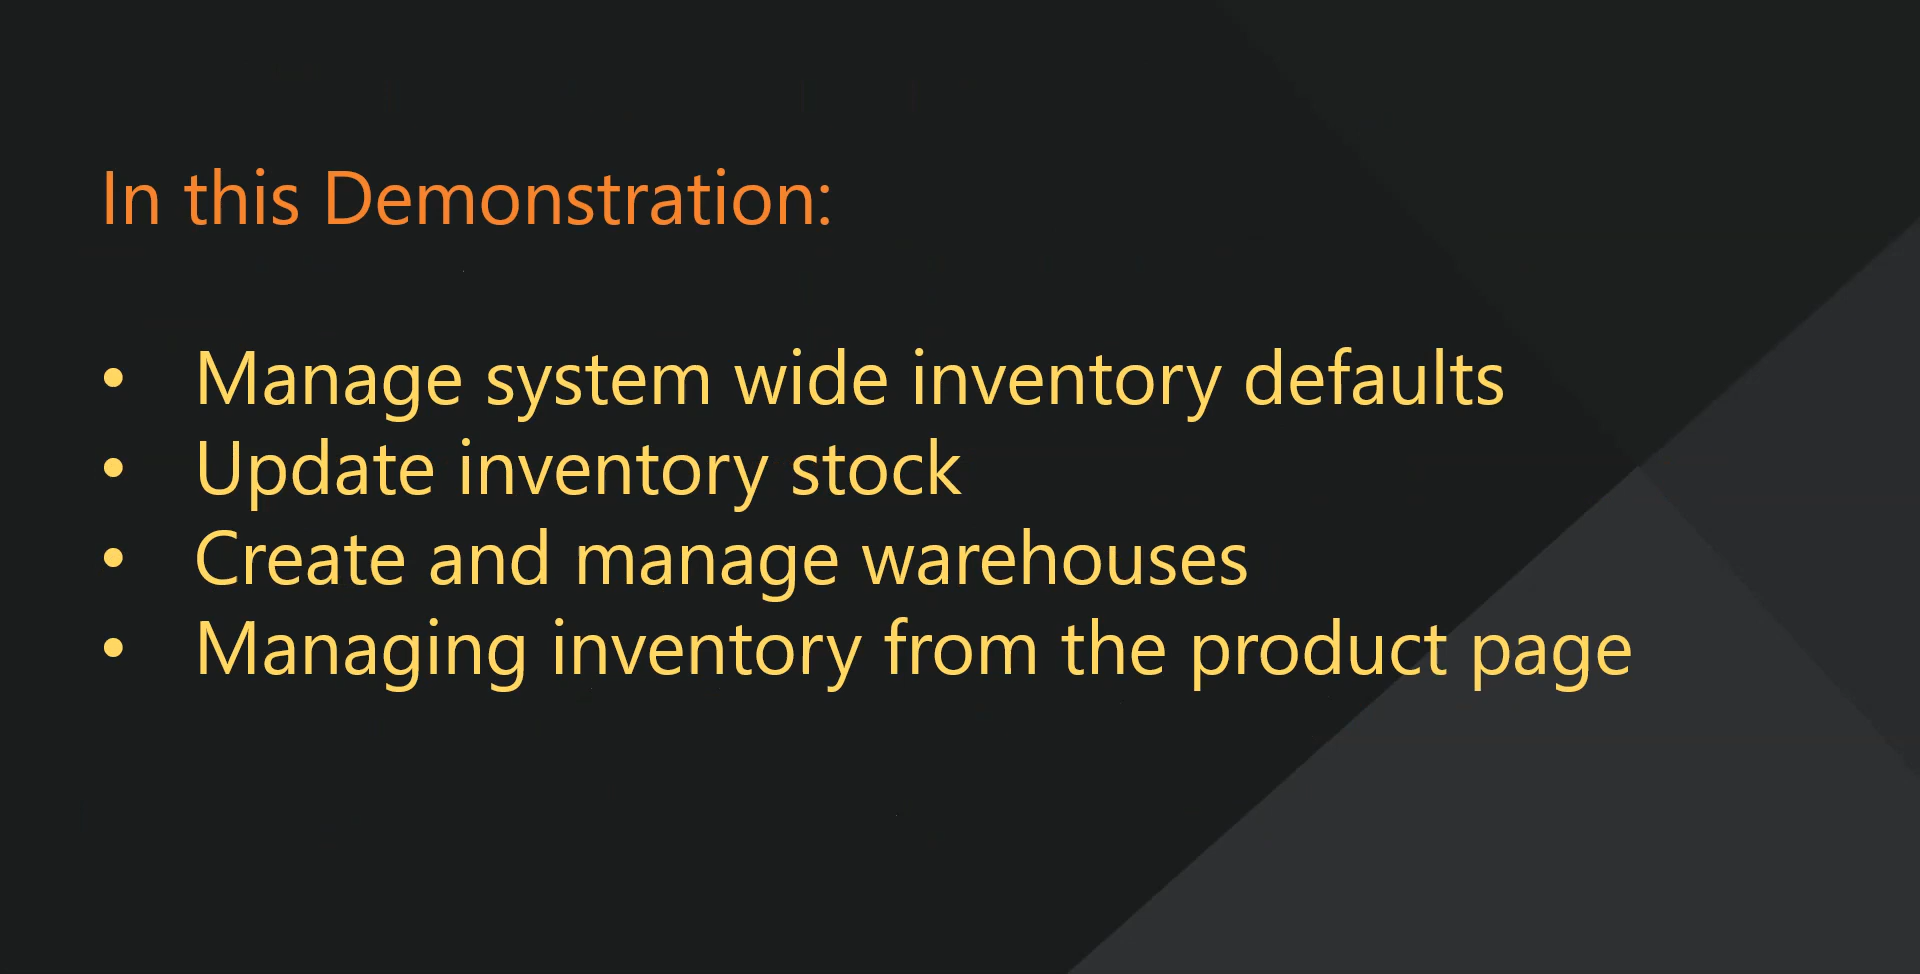 In this Demonstration:
• Manage system wide inventory defaults
• Update inventory stock
• Create and manage warehouses
• Managing inventory from the product page